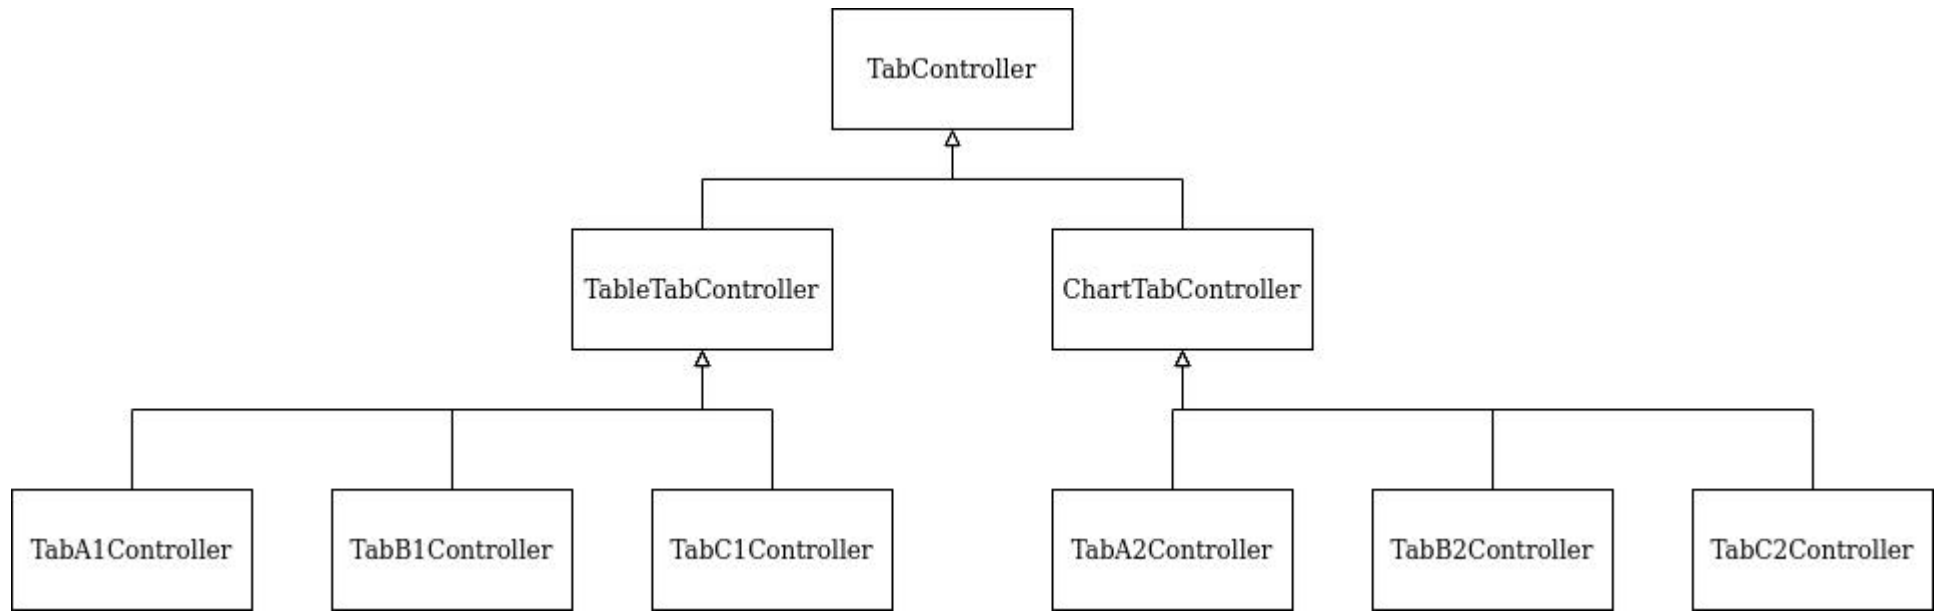 TabController
TableTabController
ChartTabController
TabA1Controller
TabB1Controller
TabC1Controller
TabA2Controller
TabB2Controller
TabC2Controller